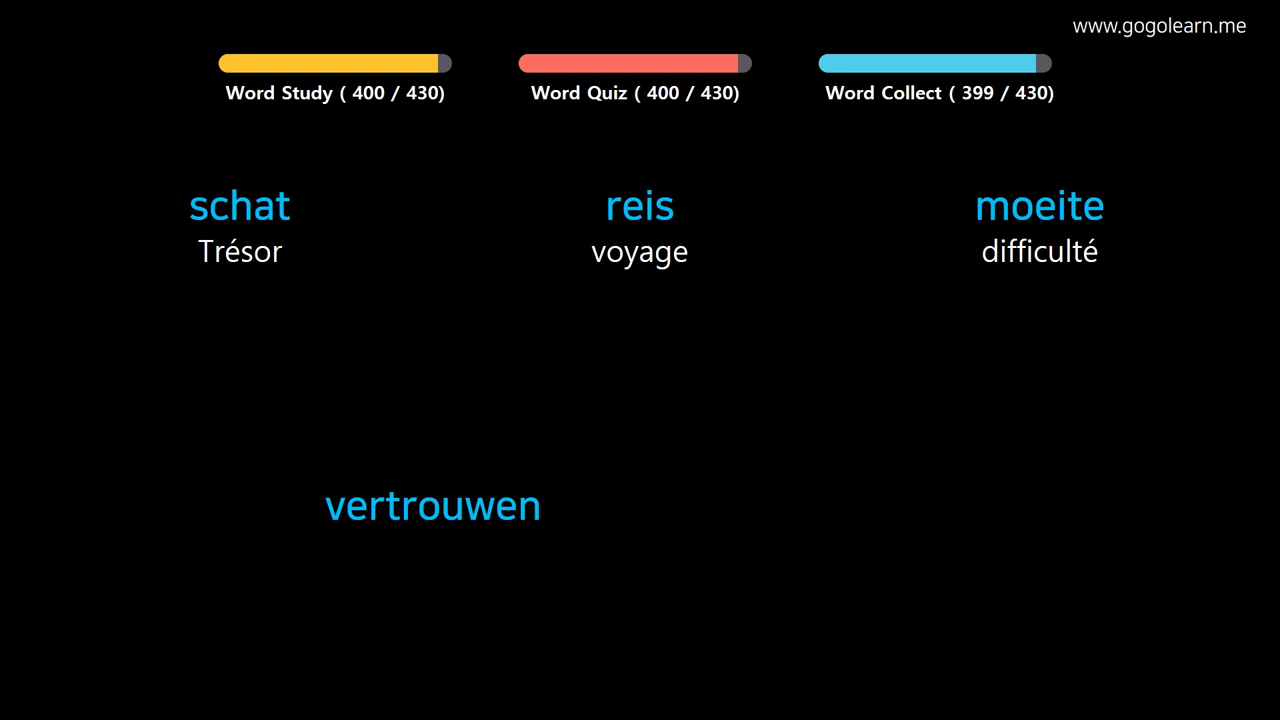 www.gogolearn.me
Word Study ( 400 / 430)
Word Quiz ( 400 / 430)
Word Collect ( 399 / 430)
schat
Trésor
reis
voyage
moeite
difficulté
vertrouwen